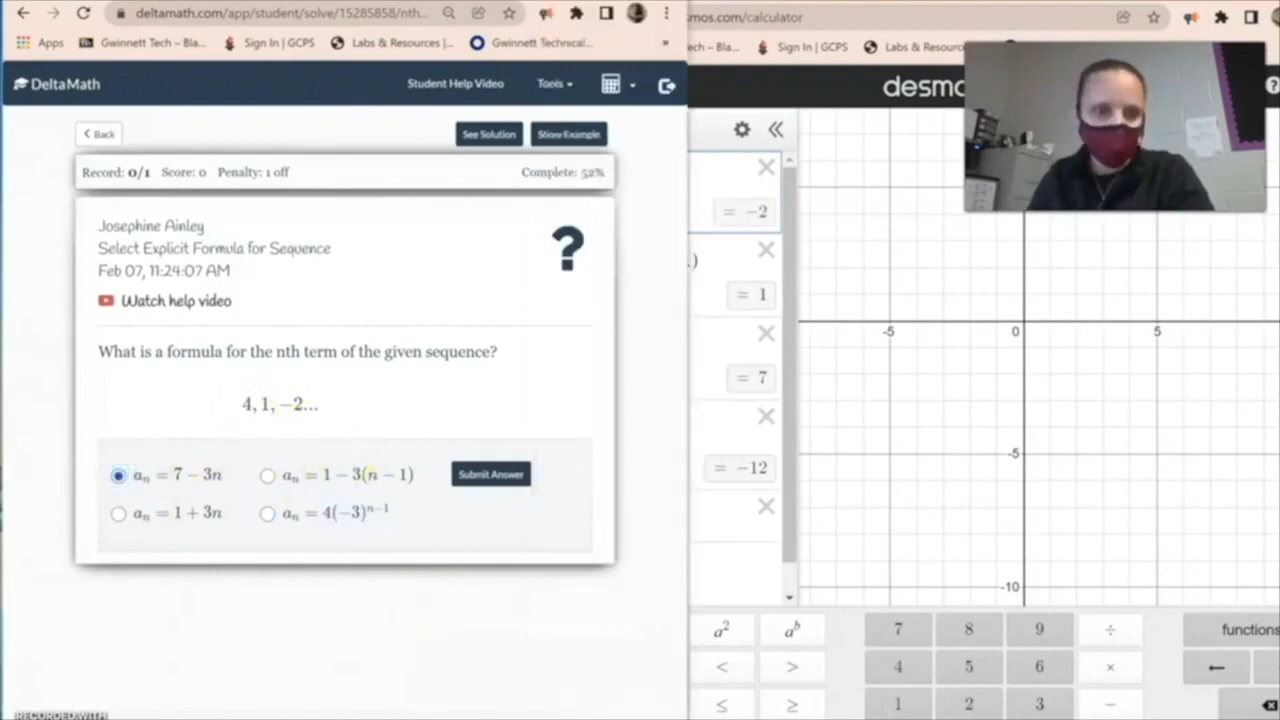 deltamath.com/app/student/solve/15285858/nth...
smos.com/calculator
Apps
Gwinnett Tech – Bla...
Sign In | GCPS
Labs & Resources |...
Gwinnett Technical...
»
ech – Bla...
Sign In | GCPS
Labs & Resourc
DeltaMath
Student Help Video
Tools
desmo
Back
See Solution
Show Example
Record: 0/1 Score: 0 Penalty: 1 off
Complete: 52%
Josephine Ainley
Select Explicit Formula for Sequence
Feb 07, 11:24:07 AM
?
Watch help video
What is a formula for the nth term of the given sequence?
4, 1, −2...
aₙ = 7 − 3n
aₙ = 1 − 3(n − 1)
Submit Answer
aₙ = 1 + 3n
aₙ = 4(−3)ⁿ⁻¹
= −2
.)
= 1
= 7
= −12
-5
0
5
-5
-10
a²
aᵇ
7
8
9
÷
functions
<
>
4
5
6
×
←
≤
≥
1
2
3
−
RECORDED WITH